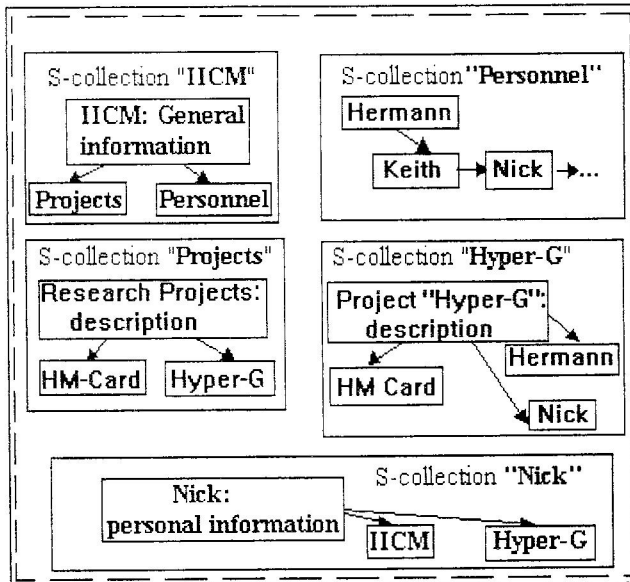 S-collection "IICM"
IICM: General
information
Projects
Personnel
S-collection "Personnel"
Hermann
Keith
Nick
...
S-collection "Projects"
Research Projects:
description
HM-Card
Hyper-G
S-collection "Hyper-G"
Project "Hyper-G":
description
HM Card
Hermann
Nick
S-collection "Nick"
Nick:
personal information
IICM
Hyper-G